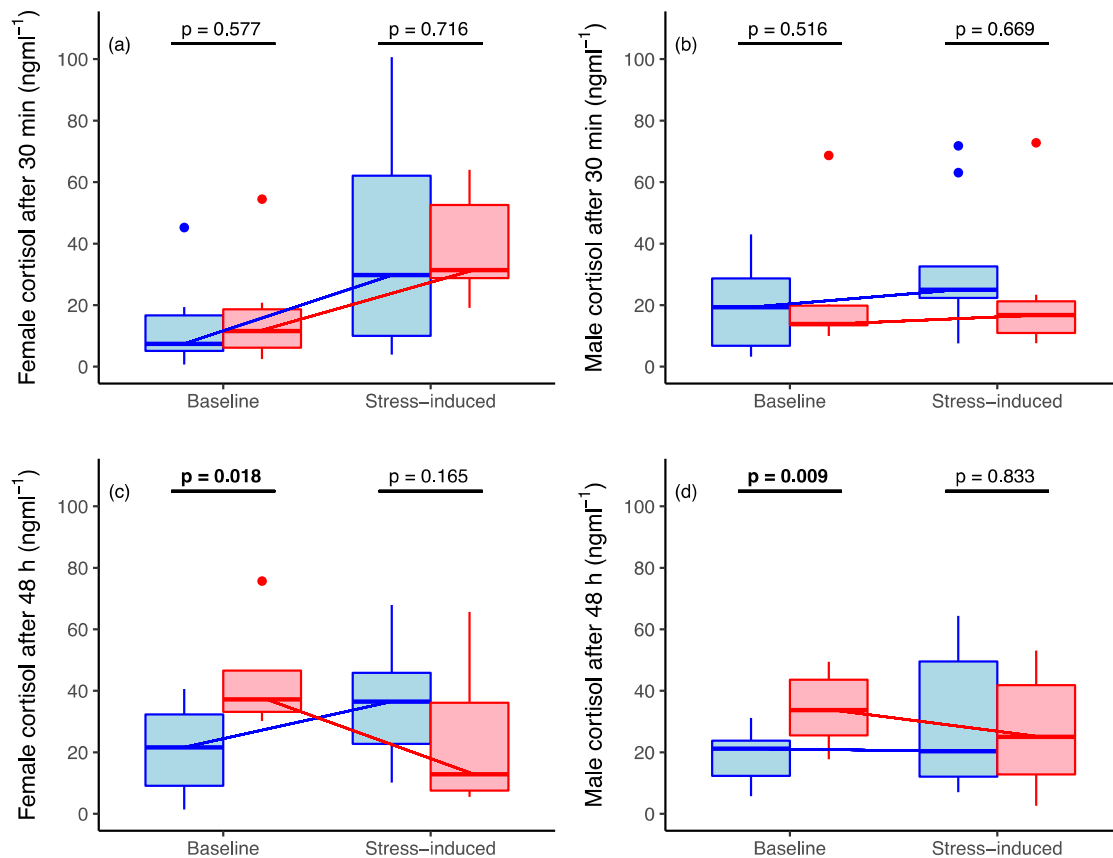 p = 0.577
p = 0.716
(a)
100
80
60
40
20
0
Female cortisol after 30 min (ngml⁻¹)
Baseline
Stress−induced
p = 0.516
p = 0.669
(b)
100
80
60
40
20
0
Male cortisol after 30 min (ngml⁻¹)
Baseline
Stress−induced
p = 0.018
p = 0.165
(c)
100
80
60
40
20
0
Female cortisol after 48 h (ngml⁻¹)
Baseline
Stress−induced
p = 0.009
p = 0.833
(d)
100
80
60
40
20
0
Male cortisol after 48 h (ngml⁻¹)
Baseline
Stress−induced